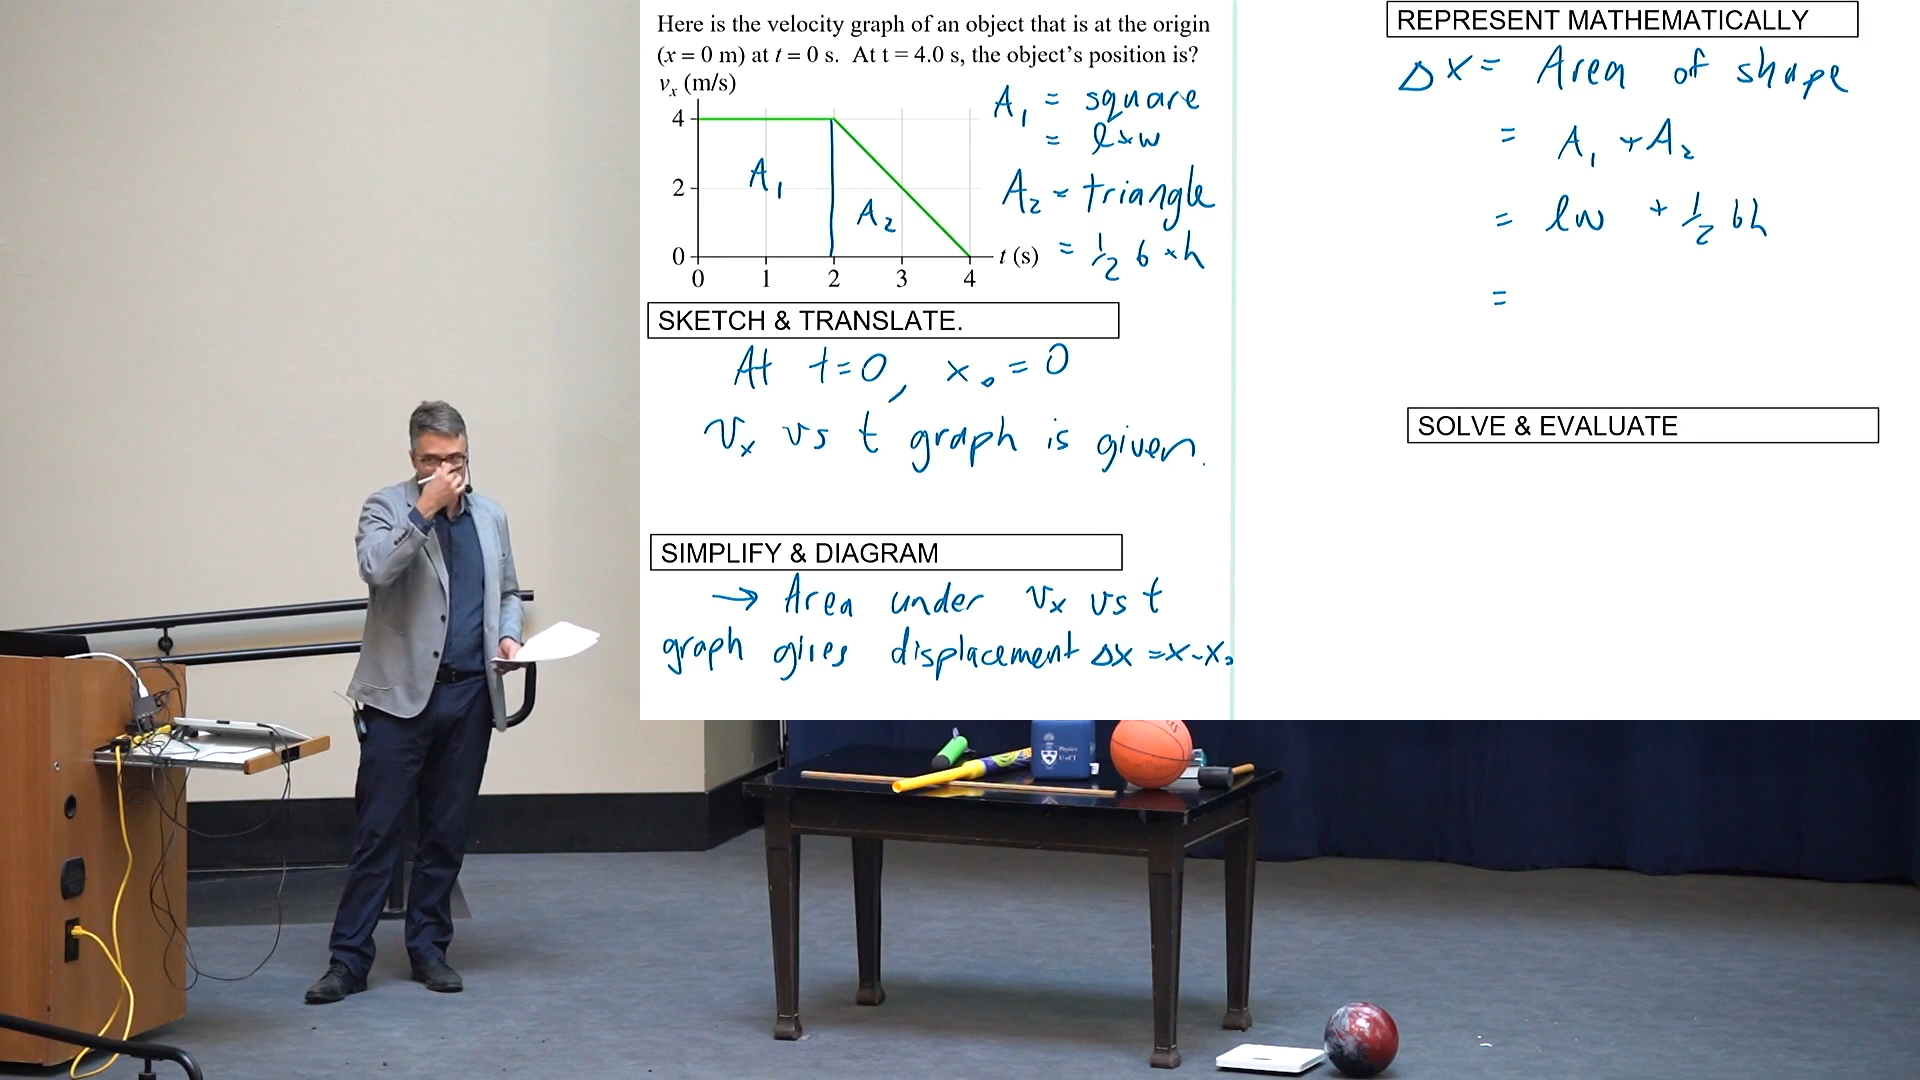 Here is the velocity graph of an object that is at the origin
(x = 0 m) at t = 0 s. At t = 4.0 s, the object's position is?
vₓ (m/s)
4
2
0
0 1 2 3 4
t (s)
A₁
A₂
A₁ = square
= l×w
A₂ = triangle
= 1/2 b × h
SKETCH & TRANSLATE.
At t=0, x₀ = 0
vₓ vs t graph is given.
SIMPLIFY & DIAGRAM
→ Area under vₓ vs t
graph gives displacement Δx = x-x₀
REPRESENT MATHEMATICALLY
Δx = Area of shape
= A₁ + A₂
= lw + 1/2 bh
=
SOLVE & EVALUATE
Physics
U of T